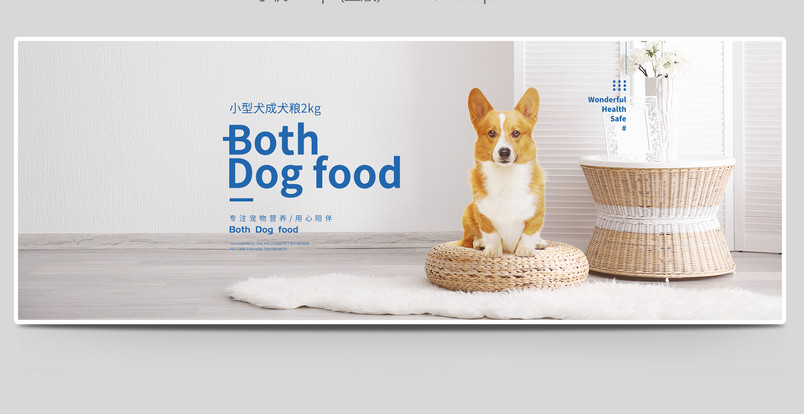 小型犬成犬粮2kg
Both
Dog food
专注宠物营养/用心陪伴
Both Dog food
Wonderful
Health
Safe
#